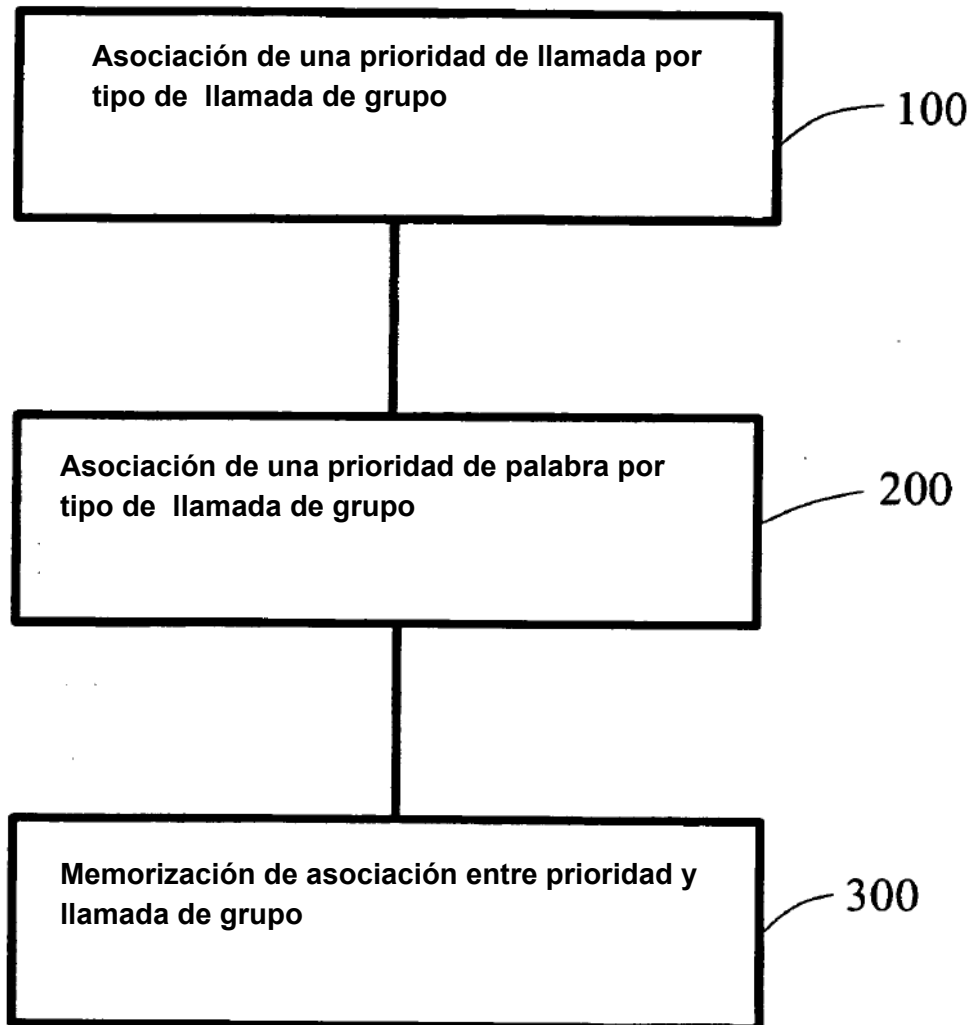 Asociación de una prioridad de llamada por
tipo de llamada de grupo
100
Asociación de una prioridad de palabra por
tipo de llamada de grupo
200
Memorización de asociación entre prioridad y
llamada de grupo
300